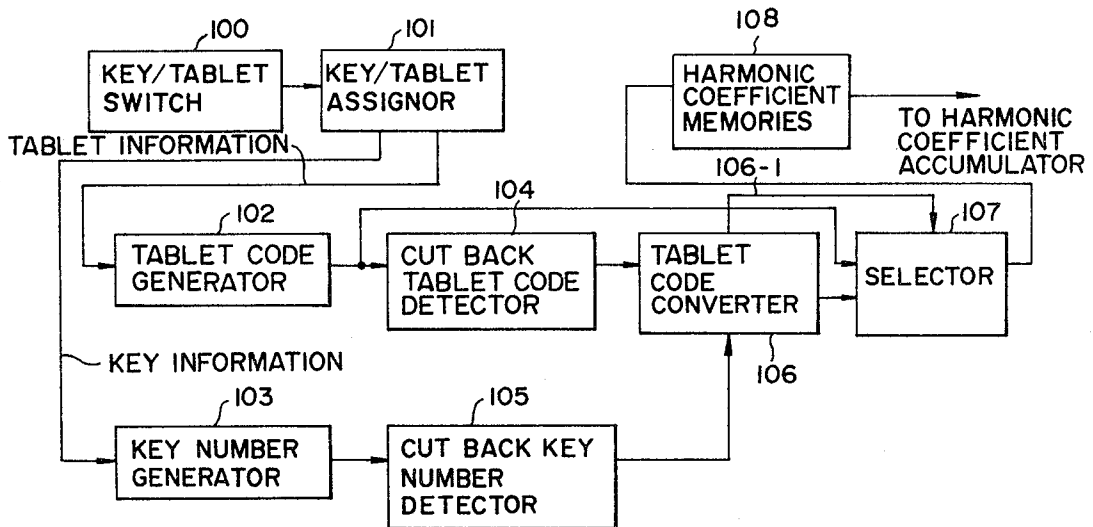 100
KEY/TABLET
SWITCH
101
KEY/TABLET
ASSIGNOR
108
HARMONIC
COEFFICIENT
MEMORIES
TO HARMONIC
COEFFICIENT
ACCUMULATOR
TABLET INFORMATION
102
TABLET CODE
GENERATOR
104
CUT BACK
TABLET CODE
DETECTOR
106-1
TABLET
CODE
CONVERTER
106
107
SELECTOR
KEY INFORMATION
103
KEY NUMBER
GENERATOR
105
CUT BACK KEY
NUMBER
DETECTOR